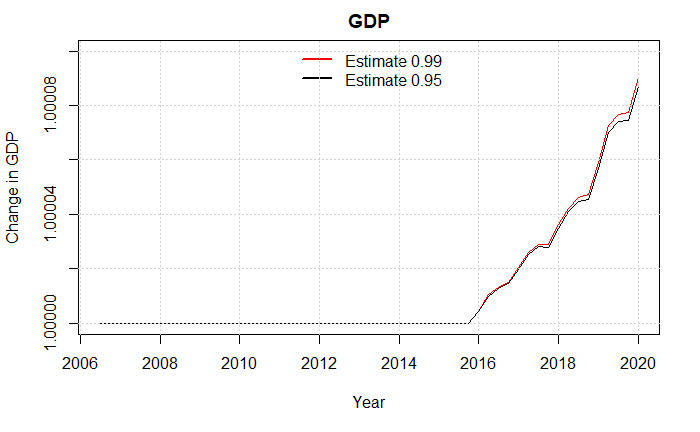 GDP
Estimate 0.99
Estimate 0.95
Change in GDP
1.00008
1.00004
1.00000
2006 2008 2010 2012 2014 2016 2018 2020
Year